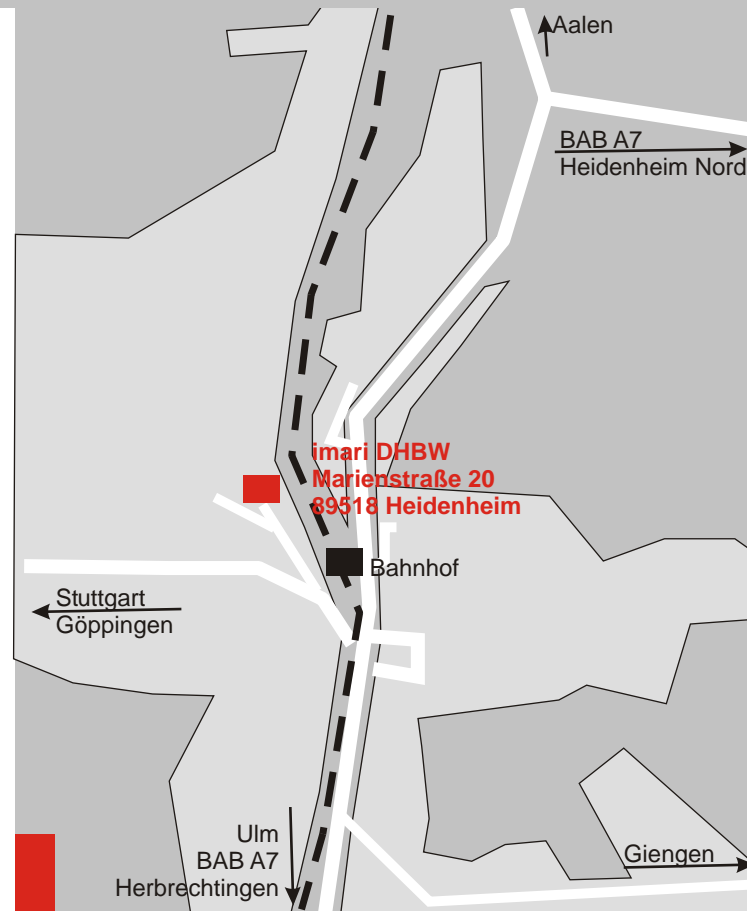 Aalen
BAB A7
Heidenheim Nord
imari DHBW
Marienstraße 20
89518 Heidenheim
Bahnhof
Stuttgart
Göppingen
Ulm
BAB A7
Herbrechtingen
Giengen